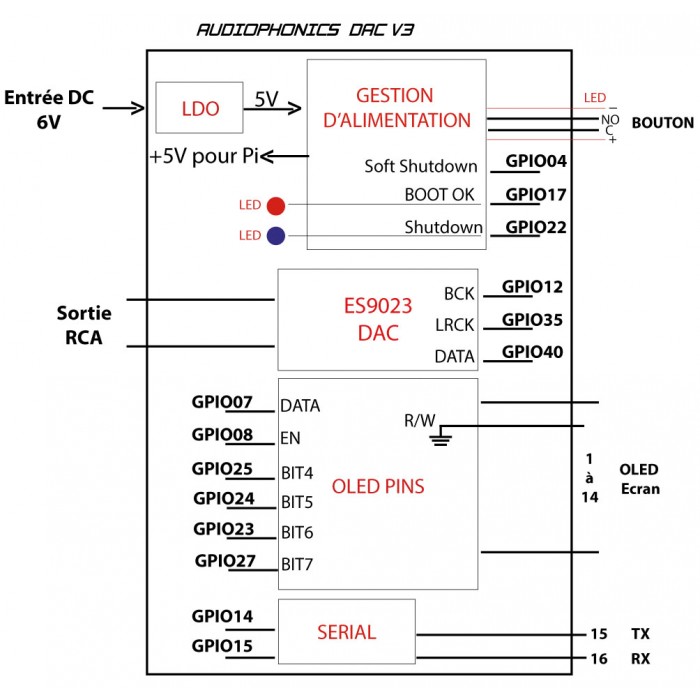 AUDIOPHONICS DAC V3
Entrée DC
6V
LDO
5V
GESTION
D'ALIMENTATION
LED
–
NO
C
+
BOUTON
+5V pour Pi
Soft Shutdown
GPIO04
LED
BOOT OK
GPIO17
LED
Shutdown
GPIO22
Sortie
RCA
ES9023
DAC
BCK
GPIO12
LRCK
GPIO35
DATA
GPIO40
GPIO07
DATA
R/W
GPIO08
EN
GPIO25
BIT4
GPIO24
BIT5
GPIO23
BIT6
GPIO27
BIT7
OLED PINS
1
à
14
OLED
Ecran
GPIO14
GPIO15
SERIAL
15 TX
16 RX